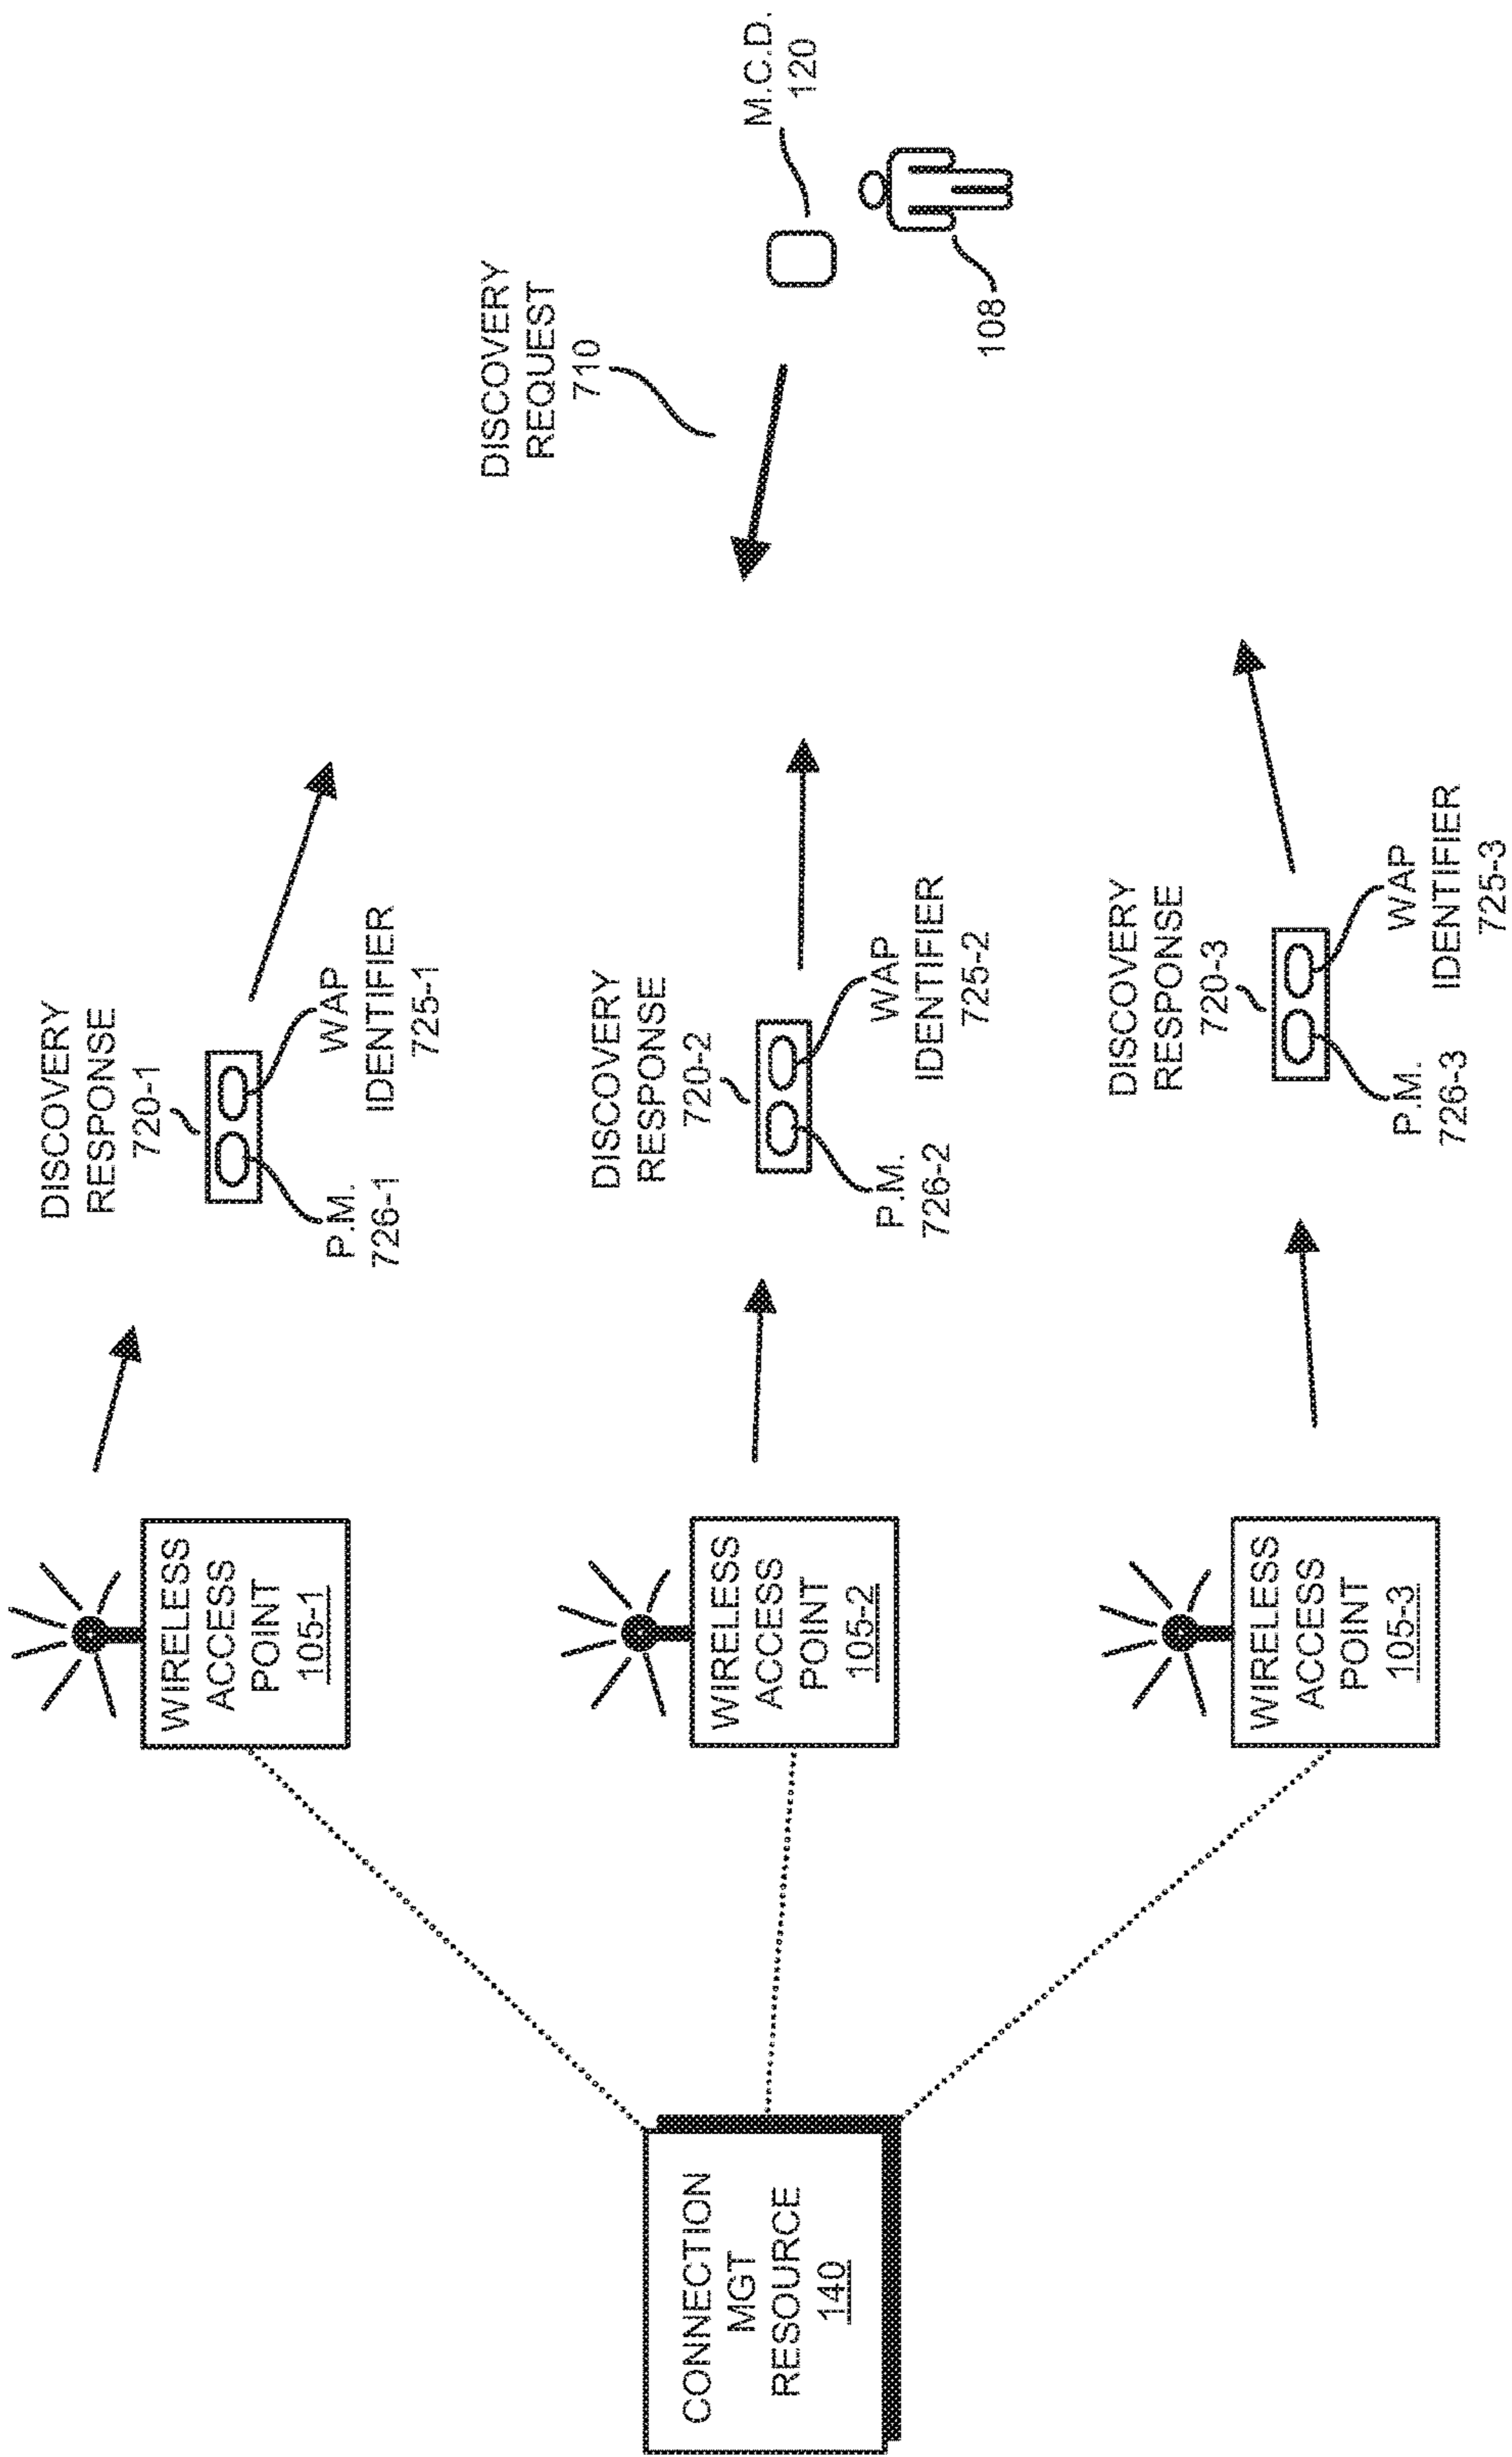 DISCOVERY
RESPONSE
720-1
P.M.
726-1
WAP
IDENTIFIER
725-1
WIRELESS
ACCESS
POINT
105-1
DISCOVERY
REQUEST
710
M.C.D.
120
108
DISCOVERY
RESPONSE
720-2
P.M.
726-2
WAP
IDENTIFIER
725-2
WIRELESS
ACCESS
POINT
105-2
CONNECTION
MGT
RESOURCE
140
DISCOVERY
RESPONSE
720-3
P.M.
726-3
WAP
IDENTIFIER
725-3
WIRELESS
ACCESS
POINT
105-3